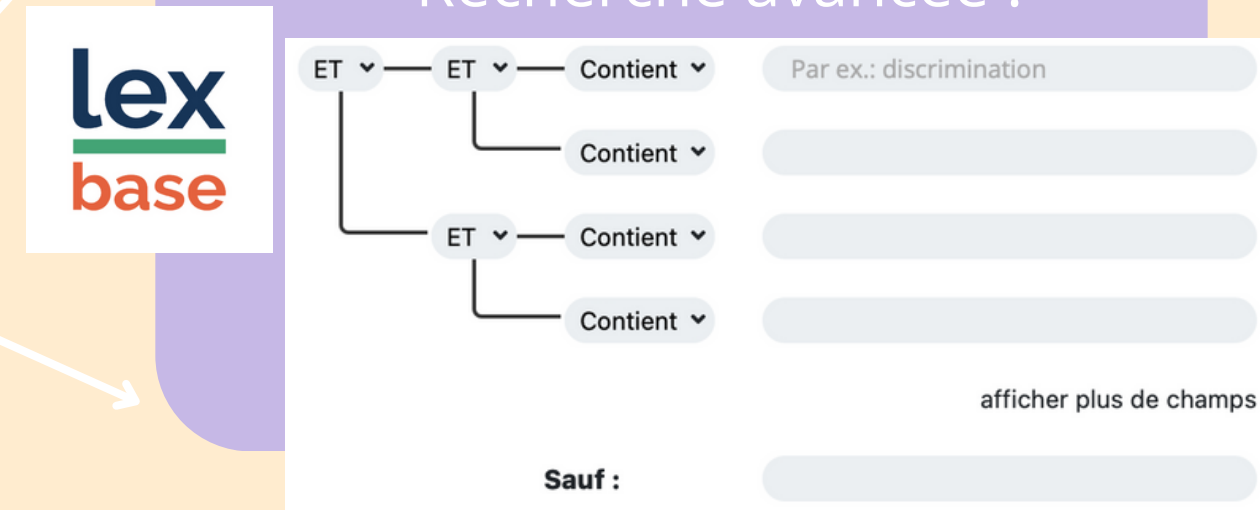 Recherche avancée :
lex
base
ET ET Contient Par ex.: discrimination
Contient
ET Contient
Contient
afficher plus de champs
Sauf :